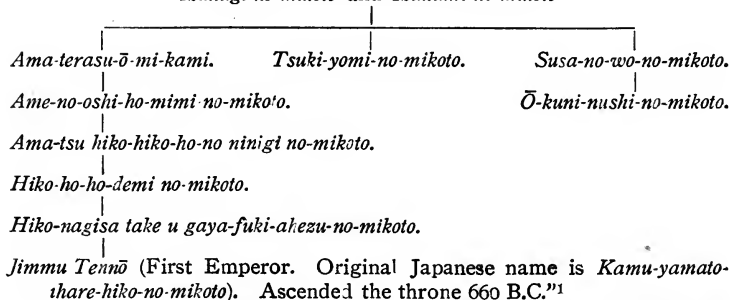 Ama-terasu-ō-mi-kami. Tsuki-yomi-no-mikoto. Susa-no-wo-no-mikoto.
Ame-no-oshi-ho-mimi no-mikoto. Ō-kuni-nushi-no-mikoto.
Ama-tsu hiko-hiko-ho-no ninigi no-mikoto.
Hiko-ho-ho-demi no-mikoto.
Hiko-nagisa take u gaya-fuki-ahezu-no-mikoto.
Jimmu Tennō (First Emperor. Original Japanese name is Kamu-yamato-
ihare-hiko-no-mikoto). Ascended the throne 660 B.C."1